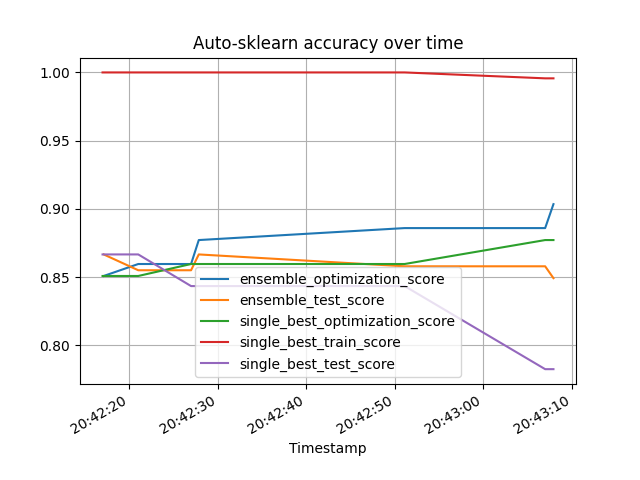 Auto-sklearn accuracy over time
1.00
0.95
0.90
0.85
0.80
ensemble_optimization_score
ensemble_test_score
single_best_optimization_score
single_best_train_score
single_best_test_score
20:42:20
20:42:30
20:42:40
20:42:50
20:43:00
20:43:10
Timestamp